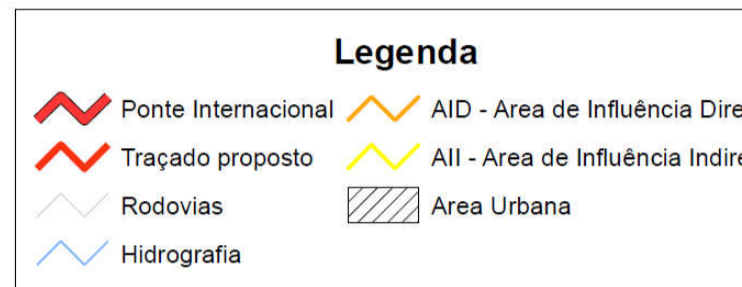 Legenda
Ponte Internacional
AID - Area de Influência Dire
Traçado proposto
AII - Area de Influência Indire
Rodovias
Area Urbana
Hidrografia